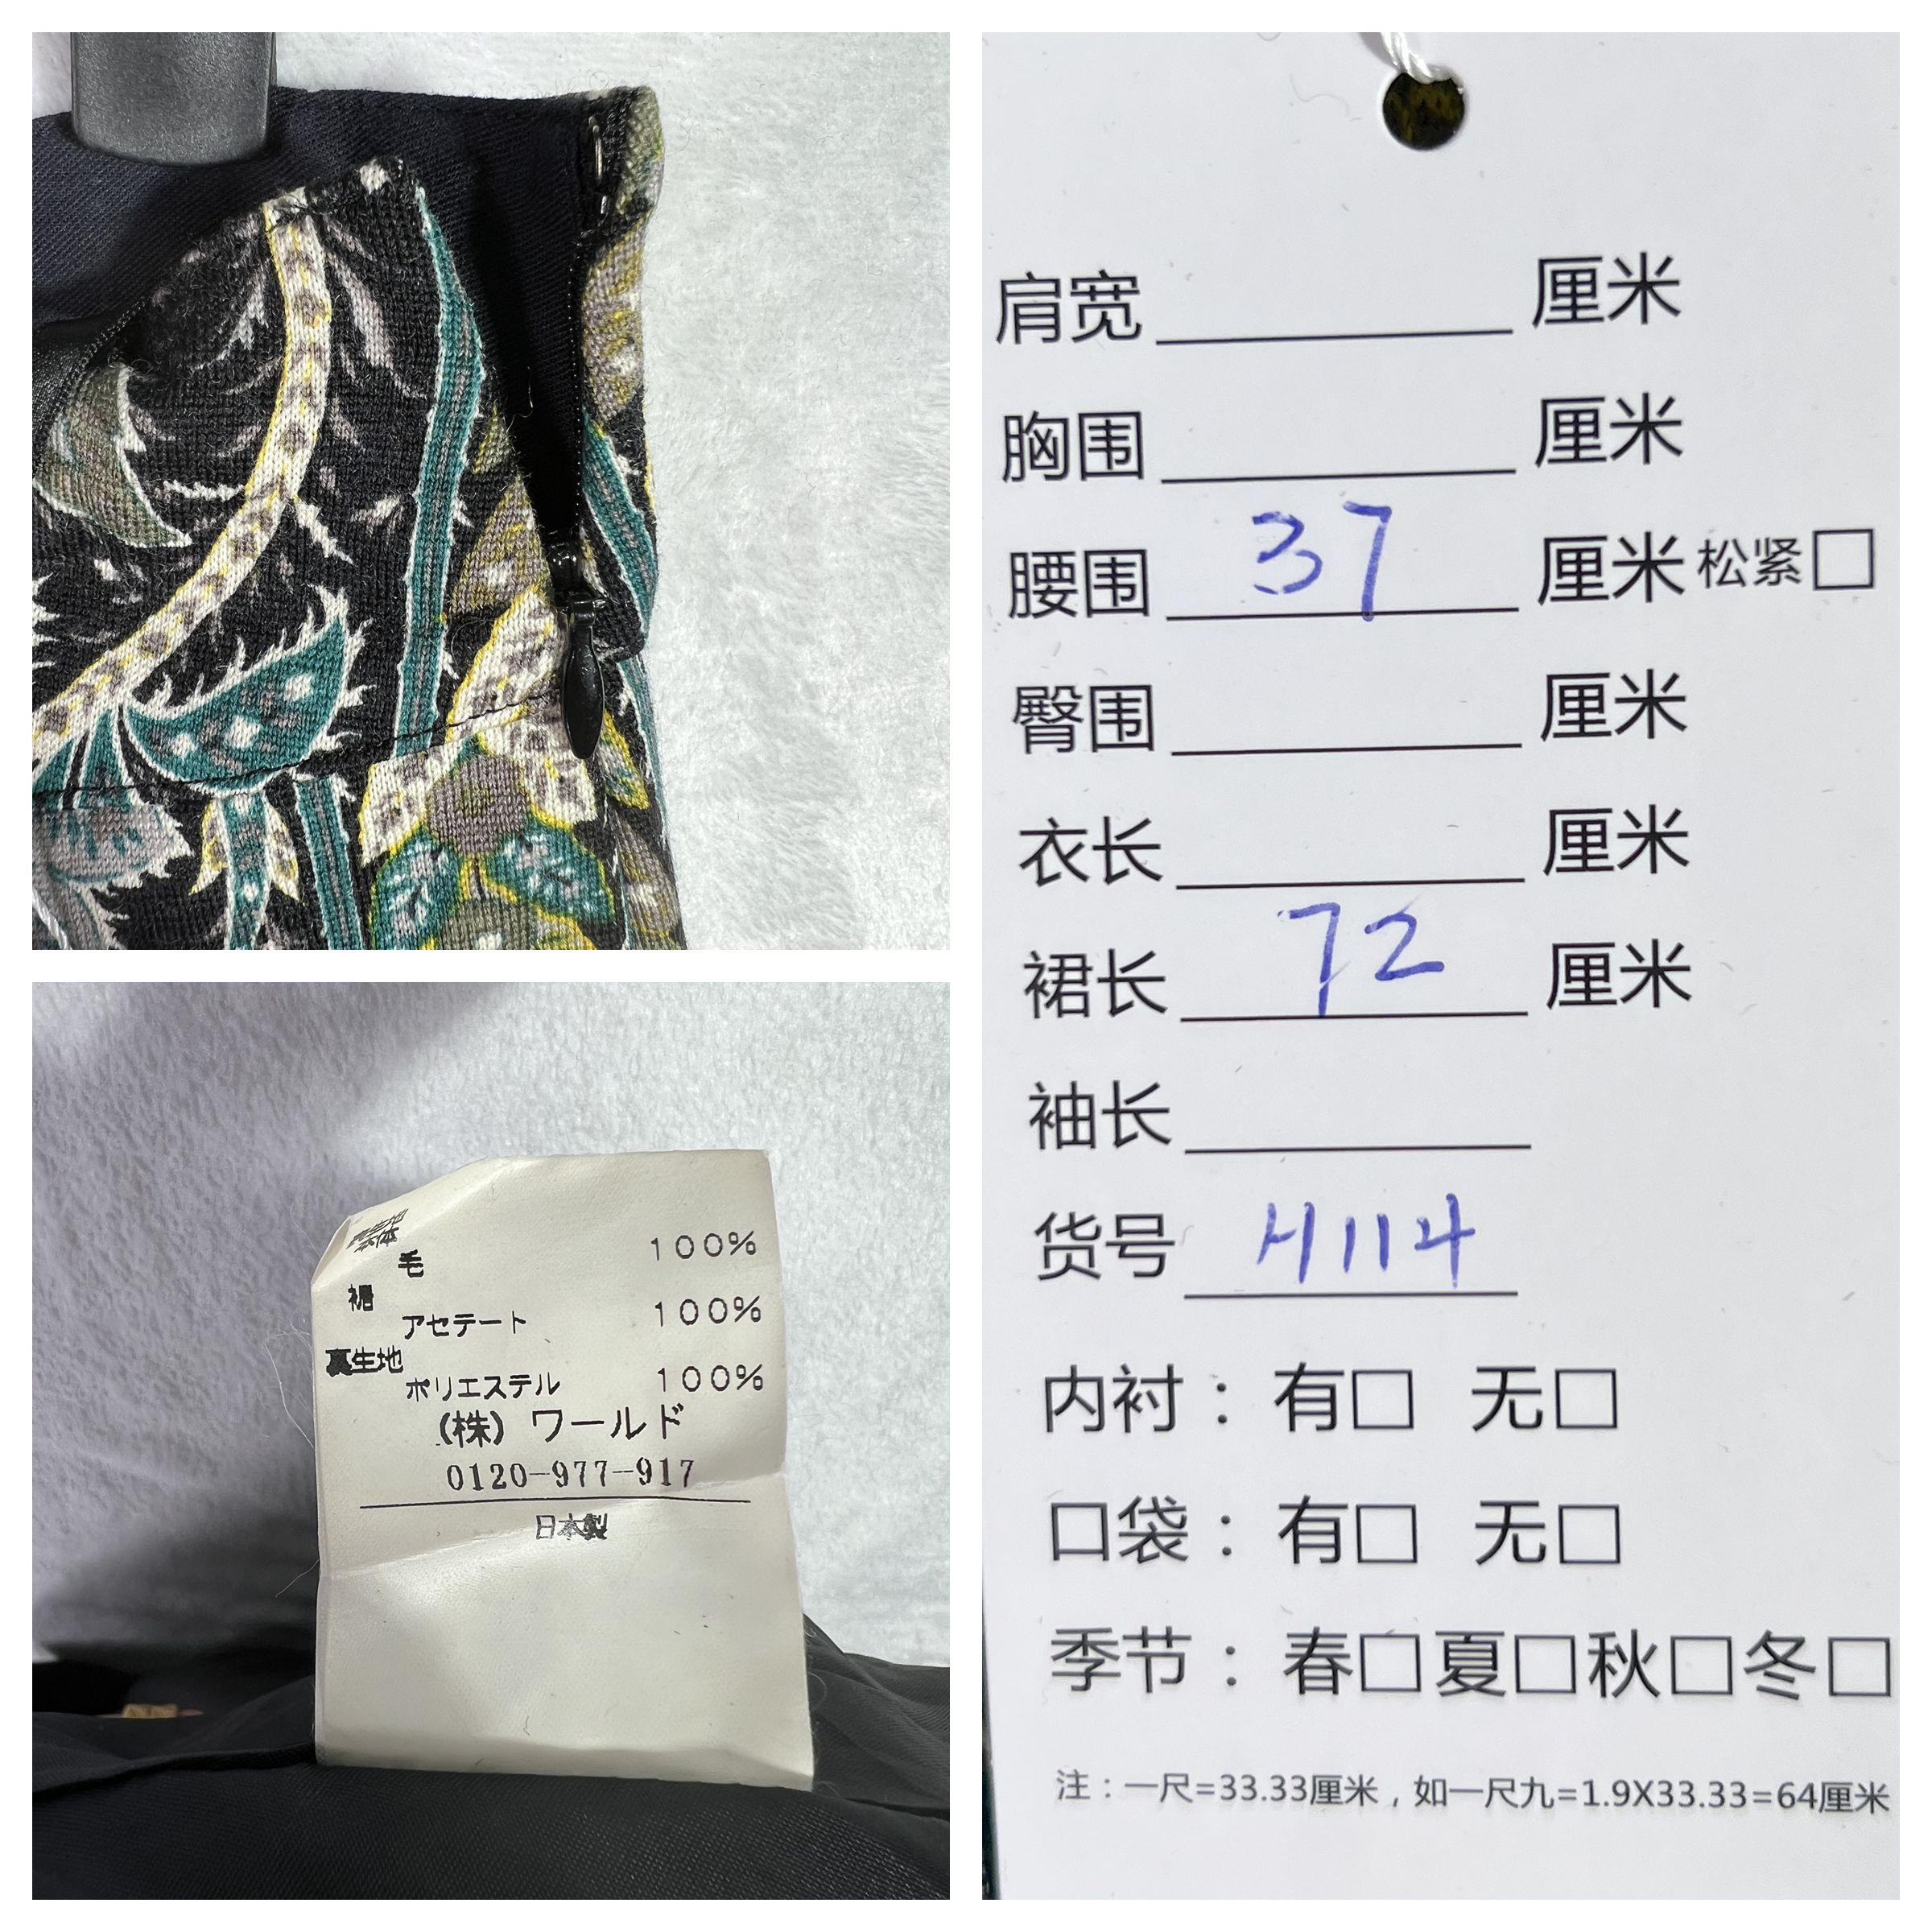 毛 100%
裾
アセテート 100%
裏生地
ポリエステル 100%
(株) ワールド
0120-977-917
日本製
肩宽 厘米
胸围 厘米
腰围 37 厘米 松紧□
臀围 厘米
衣长 厘米
裙长 72 厘米
袖长
货号 H114
内衬：有□ 无□
口袋：有□ 无□
季节：春□夏□秋□冬□
注：一尺=33.33厘米，如一尺九=1.9X33.33=64厘米